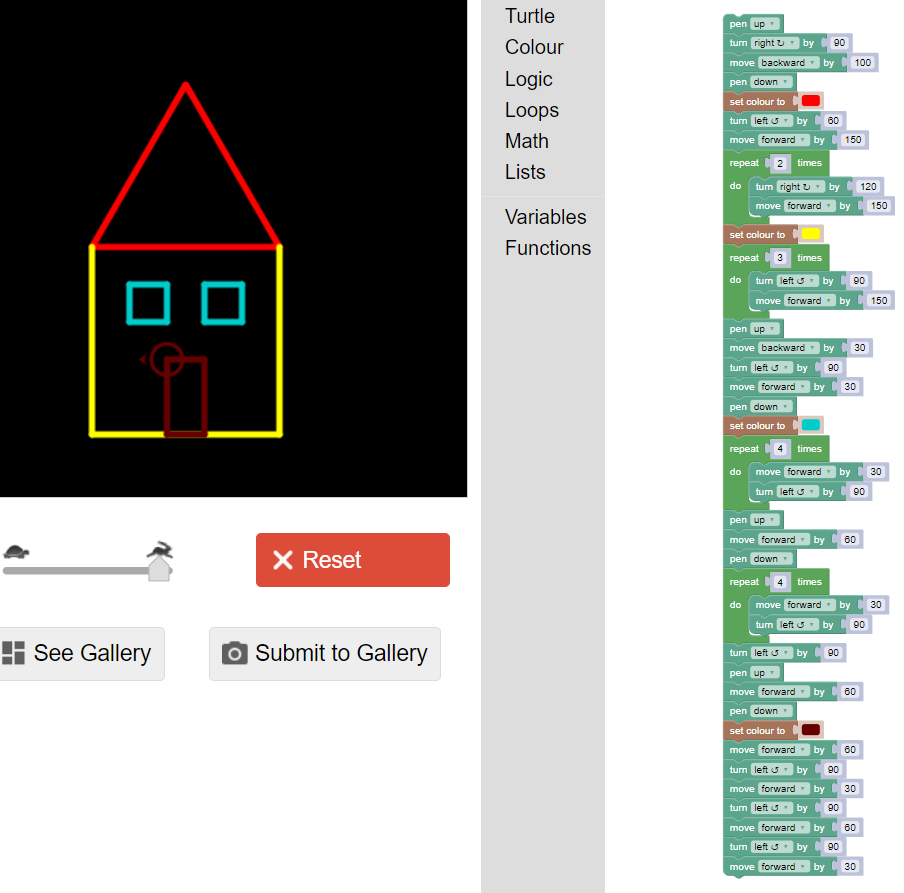 Turtle
Colour
Logic
Loops
Math
Lists
Variables
Functions
Reset
See Gallery
Submit to Gallery
pen up
turn right ↻ by 90
move backward by 100
pen down
set colour to
turn left ↺ by 60
move forward by 150
repeat 2 times
do turn right ↻ by 120
move forward by 150
set colour to
repeat 3 times
do turn left ↺ by 90
move forward by 150
pen up
move backward by 30
turn left ↺ by 90
move forward by 30
pen down
set colour to
repeat 4 times
do move forward by 30
turn left ↺ by 90
pen up
move forward by 60
pen down
repeat 4 times
do move forward by 30
turn left ↺ by 90
turn left ↺ by 90
pen up
move forward by 60
pen down
set colour to
move forward by 60
turn left ↺ by 90
move forward by 30
turn left ↺ by 90
move forward by 60
turn left ↺ by 90
move forward by 30